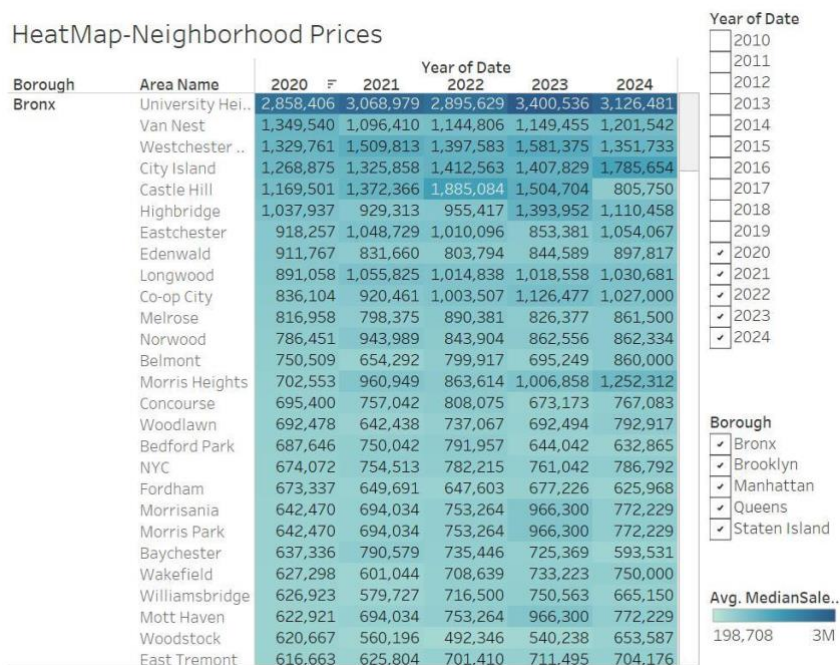 HeatMap-Neighborhood Prices
Year of Date
Borough Area Name 2020 2021 2022 2023 2024
Bronx University Hei.. 2,858,406 3,068,979 2,895,629 3,400,536 3,126,481
Van Nest 1,349,540 1,096,410 1,144,806 1,149,455 1,201,542
Westchester .. 1,329,761 1,509,813 1,397,583 1,581,375 1,351,733
City Island 1,268,875 1,325,858 1,412,563 1,407,829 1,785,654
Castle Hill 1,169,501 1,372,366 1,885,084 1,504,704 805,750
Highbridge 1,037,937 929,313 955,417 1,393,952 1,110,458
Eastchester 918,257 1,048,729 1,010,096 853,381 1,054,067
Edenwald 911,767 831,660 803,794 844,589 897,817
Longwood 891,058 1,055,825 1,014,838 1,018,558 1,030,681
Co-op City 836,104 920,461 1,003,507 1,126,477 1,027,000
Melrose 816,958 798,375 890,381 826,377 861,500
Norwood 786,451 943,989 843,904 862,556 862,334
Belmont 750,509 654,292 799,917 695,249 860,000
Morris Heights 702,553 960,949 863,614 1,006,858 1,252,312
Concourse 695,400 757,042 808,075 673,173 767,083
Woodlawn 692,478 642,438 737,067 692,494 792,917
Bedford Park 687,646 750,042 791,957 644,042 632,865
NYC 674,072 754,513 782,215 761,042 786,792
Fordham 673,337 649,691 647,603 677,226 625,968
Morrisania 642,470 694,034 753,264 966,300 772,229
Morris Park 642,470 694,034 753,264 966,300 772,229
Baychester 637,336 790,579 735,446 725,369 593,531
Wakefield 627,298 601,044 708,639 733,223 750,000
Williamsbridge 626,923 579,727 716,500 750,563 665,150
Mott Haven 622,921 694,034 753,264 966,300 772,229
Woodstock 620,667 560,196 492,346 540,238 653,587
East Tremont 616,663 625,804 701,410 711,495 704,176
Year of Date
2010
2011
2012
2013
2014
2015
2016
2017
2018
2019
2020
2021
2022
2023
2024
Borough
Bronx
Brooklyn
Manhattan
Queens
Staten Island
Avg. MedianSale..
198,708 3M